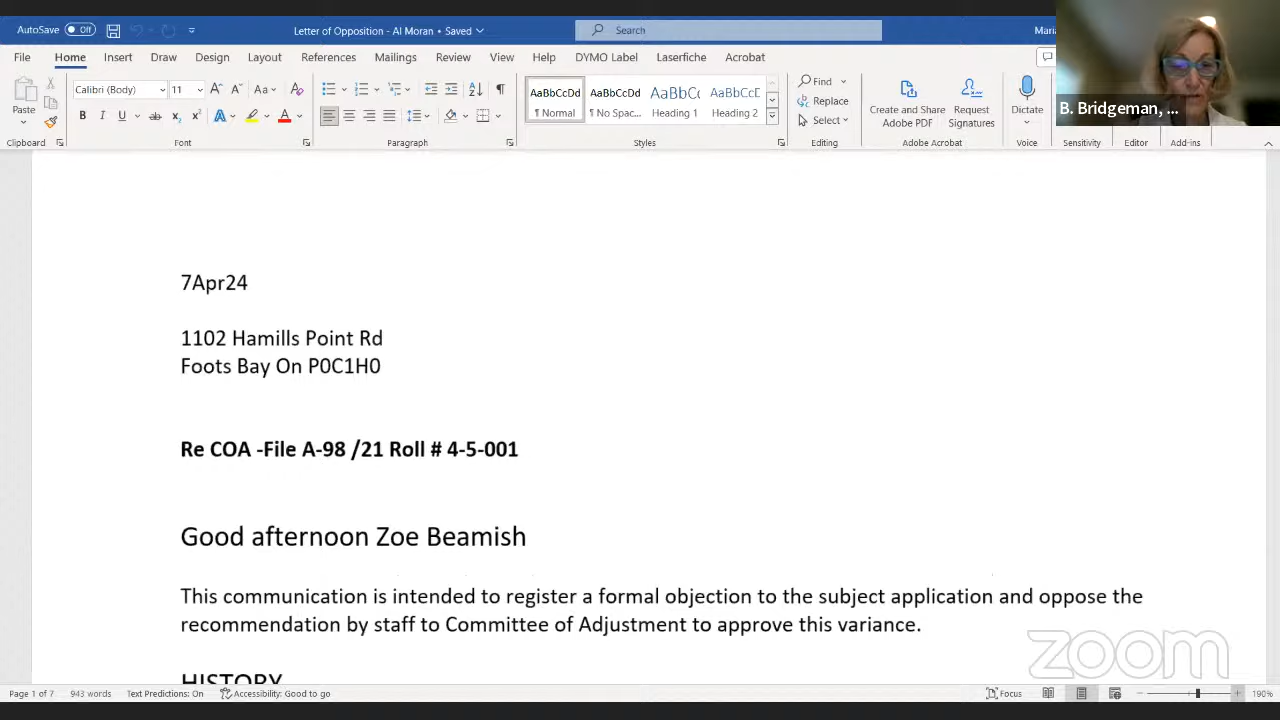 AutoSave Off Letter of Opposition - Al Moran • Saved Search Maria
File Home Insert Draw Design Layout References Mailings Review View Help DYMO Label Laserfiche Acrobat
Paste Calibri (Body) 11 Aa AaBbCcDd ¶ Normal AaBbCcDd ¶ No Spac... AaBbCc Heading 1 AaBbCcE Heading 2 Find Replace Select Create and Share Adobe PDF Request Signatures Dictate
B. Bridgeman, ...
Clipboard Font Paragraph Styles Editing Adobe Acrobat Voice Sensitivity Editor Add-ins
7Apr24
1102 Hamills Point Rd
Foots Bay On P0C1H0
Re COA -File A-98 /21 Roll # 4-5-001
Good afternoon Zoe Beamish
This communication is intended to register a formal objection to the subject application and oppose the
recommendation by staff to Committee of Adjustment to approve this variance.
HISTORY
zoom
Page 1 of 7 943 words Text Predictions: On Accessibility: Good to go Focus 190%